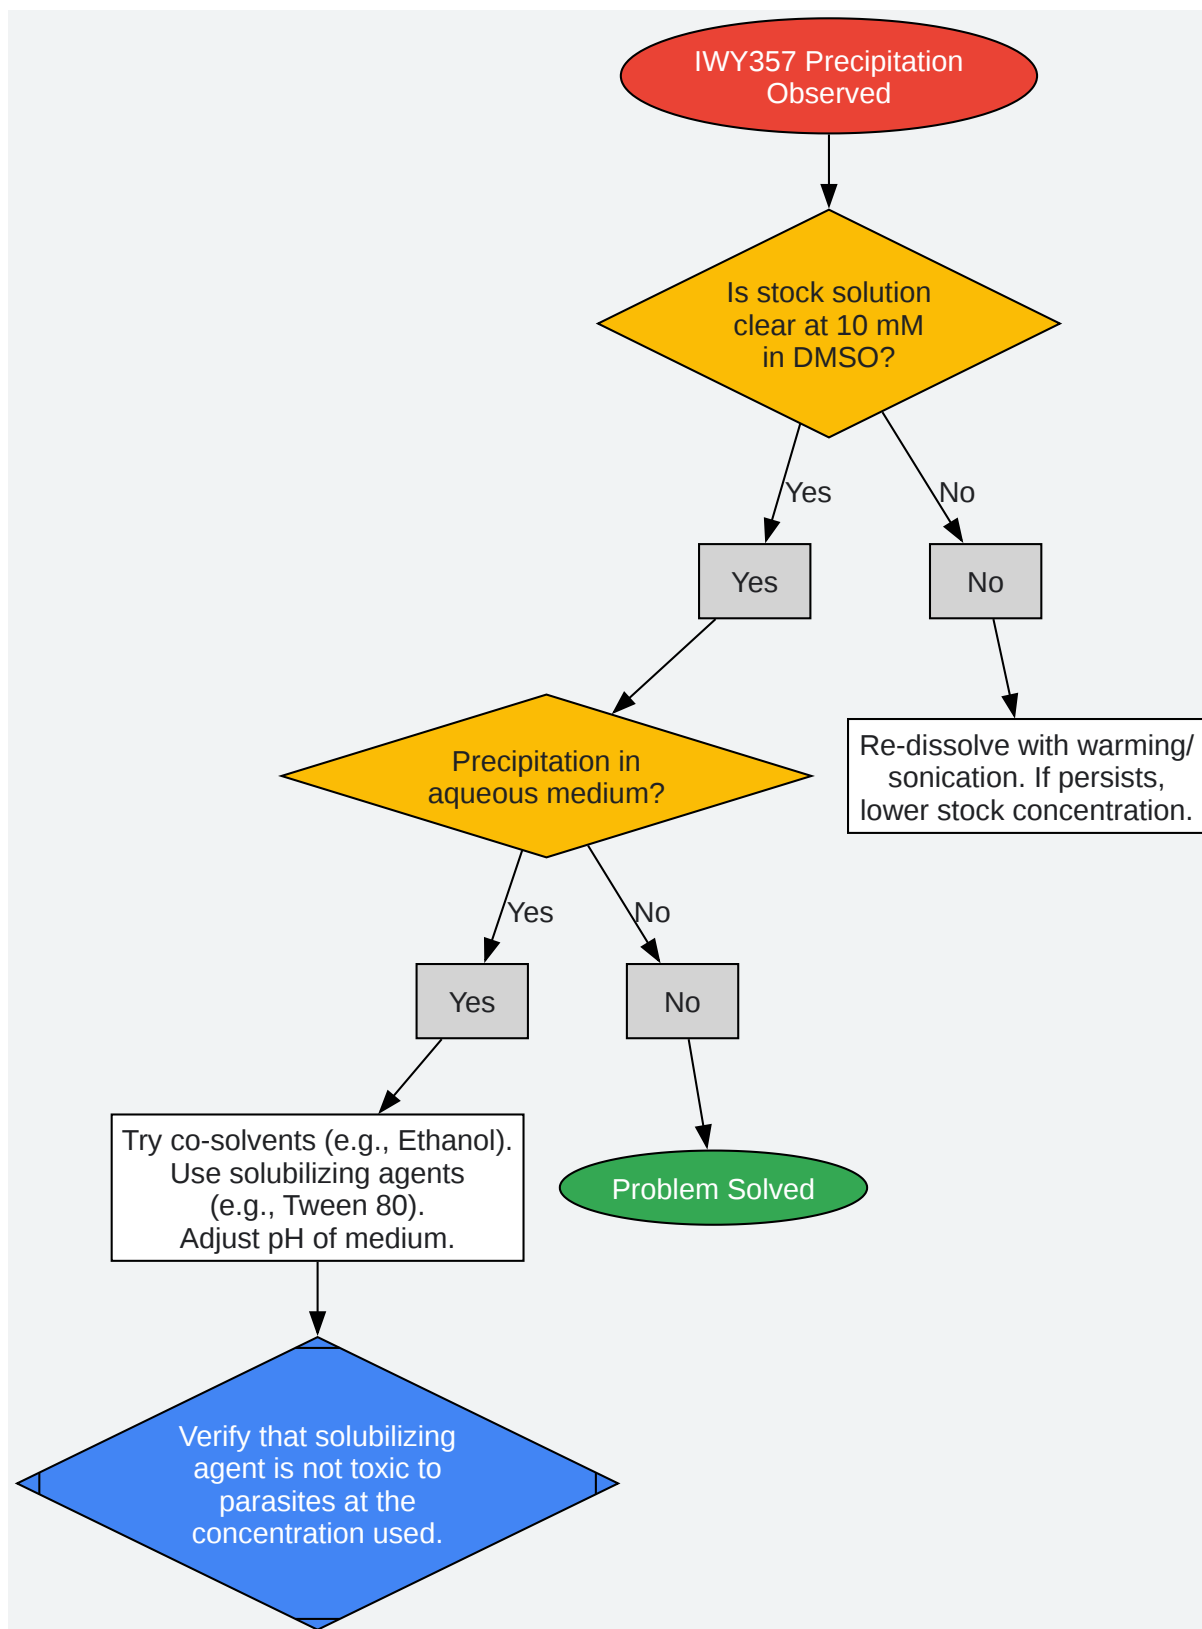 IWY357 Precipitation
Observed
Is stock solution
clear at 10 mM
in DMSO?
Yes
No
Yes
No
Re-dissolve with warming/
sonication. If persists,
lower stock concentration.
Precipitation in
aqueous medium?
Yes
No
Yes
No
Try co-solvents (e.g., Ethanol).
Use solubilizing agents
(e.g., Tween 80).
Adjust pH of medium.
Problem Solved
Verify that solubilizing
agent is not toxic to
parasites at the
concentration used.